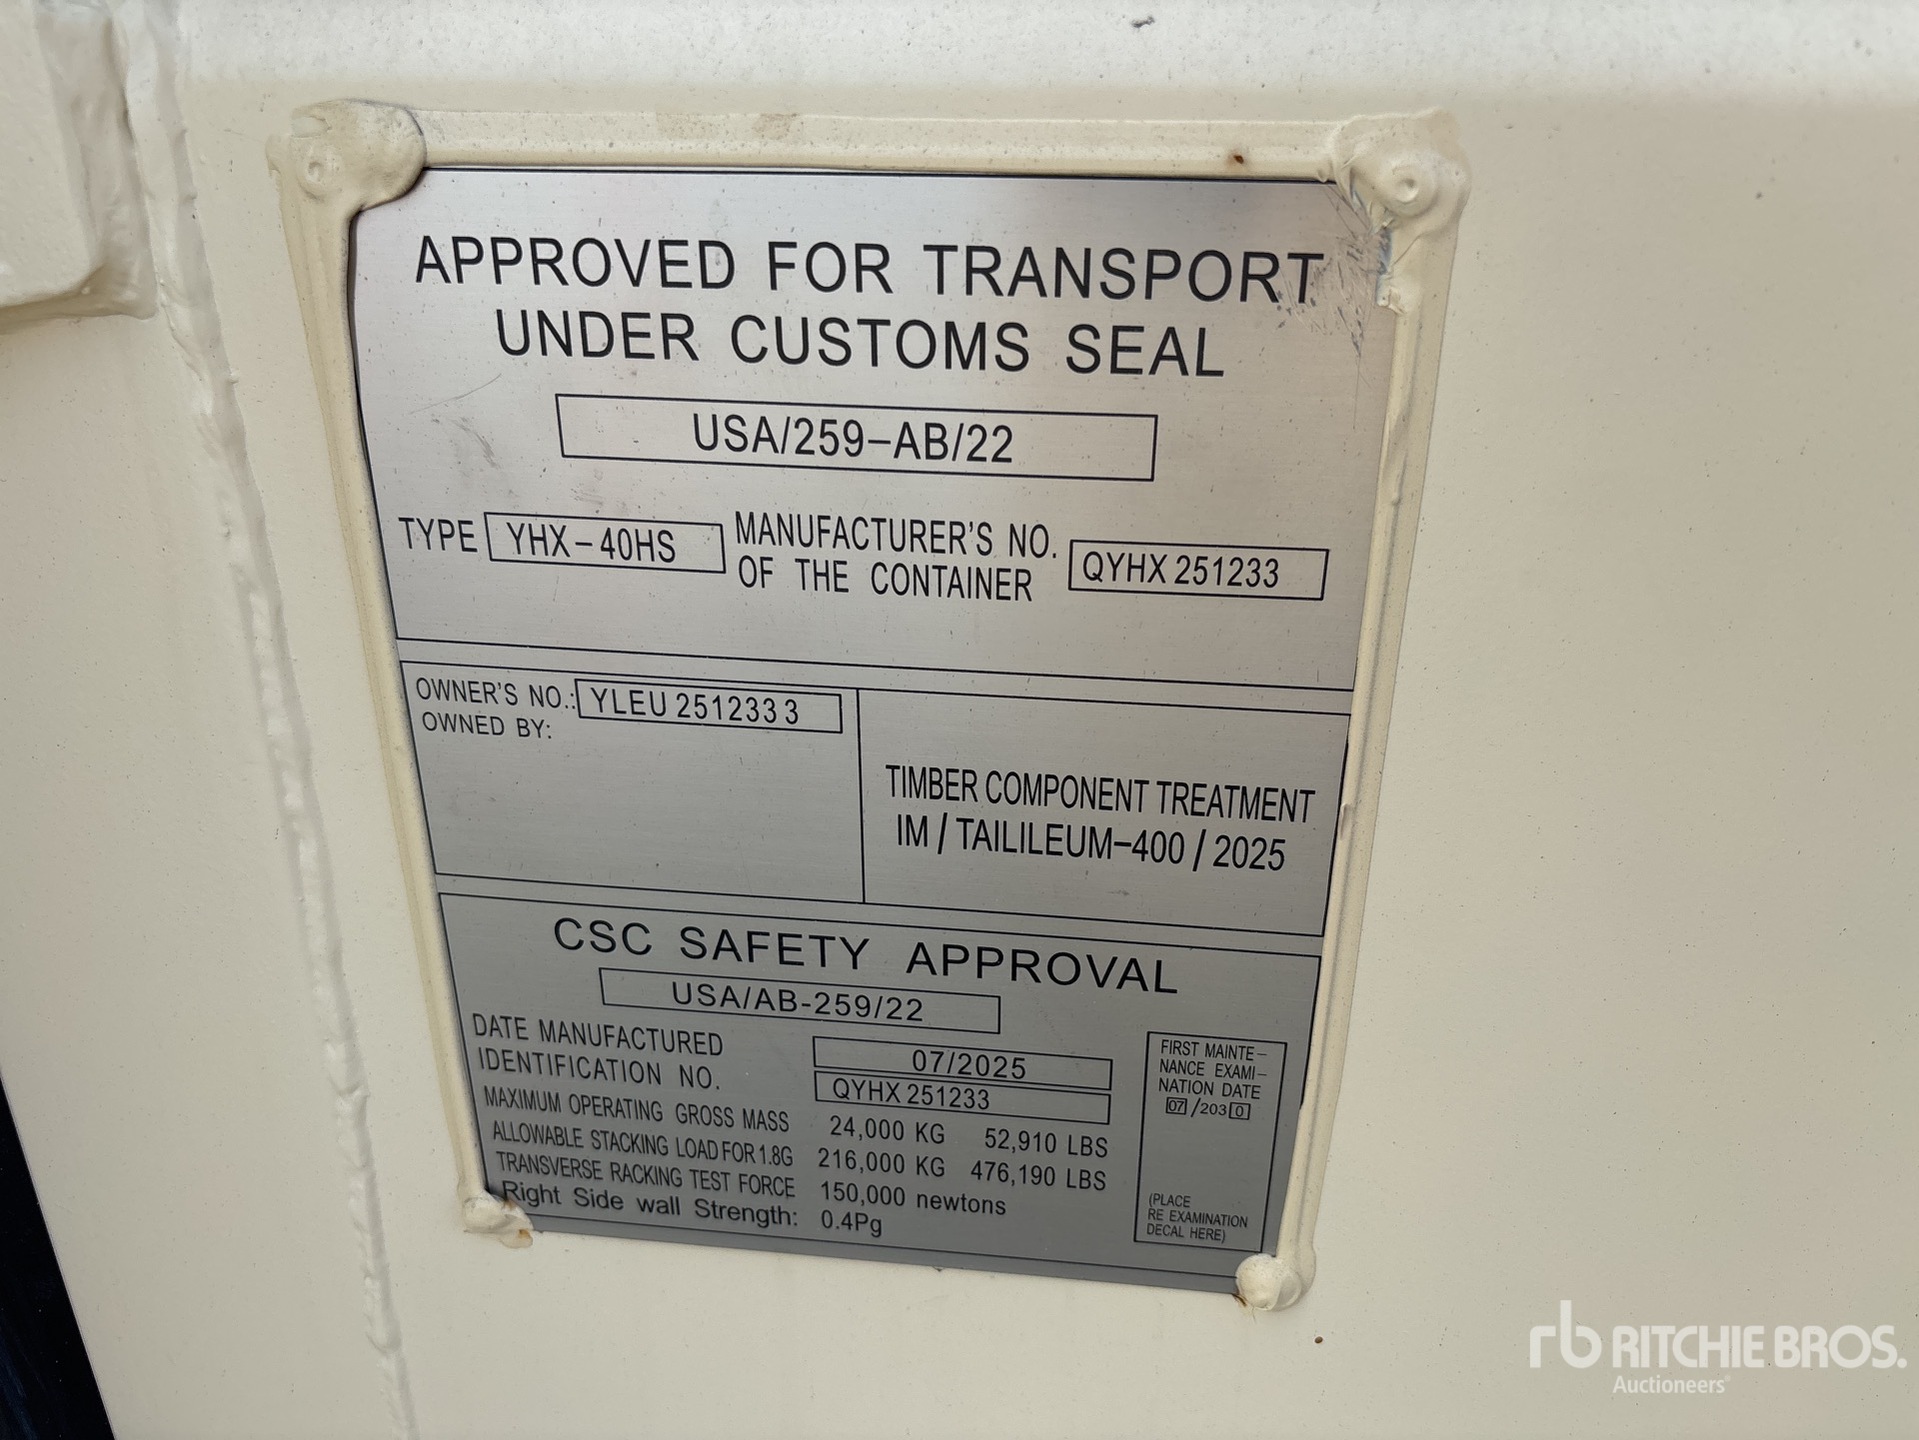 APPROVED FOR TRANSPORT
UNDER CUSTOMS SEAL
USA/259-AB/22
TYPE YHX-40HS MANUFACTURER'S NO. OF THE CONTAINER QYHX 251233
OWNER'S NO.: YLEU 251233 3
OWNED BY:
TIMBER COMPONENT TREATMENT
IM / TAILILEUM-400 / 2025
CSC SAFETY APPROVAL
USA/AB-259/22
DATE MANUFACTURED 07/2025
IDENTIFICATION NO. QYHX 251233
MAXIMUM OPERATING GROSS MASS 24,000 KG 52,910 LBS
ALLOWABLE STACKING LOAD FOR 1.8G 216,000 KG 476,190 LBS
TRANSVERSE RACKING TEST FORCE 150,000 newtons
Right Side wall Strength: 0.4Pg
FIRST MAINTE-
NANCE EXAMI-
NATION DATE
07/2030
(PLACE
RE EXAMINATION
DECAL HERE)
rb RITCHIE BROS.
Auctioneers